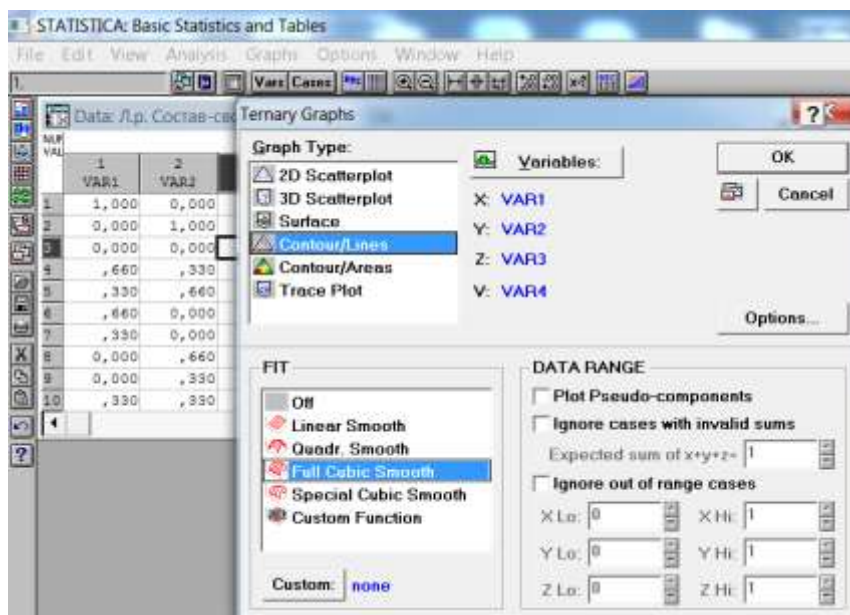 STATISTICA: Basic Statistics and Tables
File Edit View Analysis Graphs Options Window Help
1,
Vars Cases
Data: Л.р. Состав-сво
NUM
VAL
1 2
VAR1 VAR2
1 1,000 0,000
2 0,000 1,000
3 0,000 0,000
4 ,660 ,330
5 ,330 ,660
6 ,660 0,000
7 ,330 0,000
8 0,000 ,660
9 0,000 ,330
10 ,330 ,330
Ternary Graphs
?
Graph Type:
2D Scatterplot
3D Scatterplot
Surface
Contour/Lines
Contour/Areas
Trace Plot
Variables:
X: VAR1
Y: VAR2
Z: VAR3
V: VAR4
OK
Cancel
Options...
FIT
Off
Linear Smooth
Quadr. Smooth
Full Cubic Smooth
Special Cubic Smooth
Custom Function
Custom: none
DATA RANGE
Plot Pseudo-components
Ignore cases with invalid sums
Expected sum of x+y+z= 1
Ignore out of range cases
X Lo: 0 X Hi: 1
Y Lo: 0 Y Hi: 1
Z Lo: 0 Z Hi: 1
?